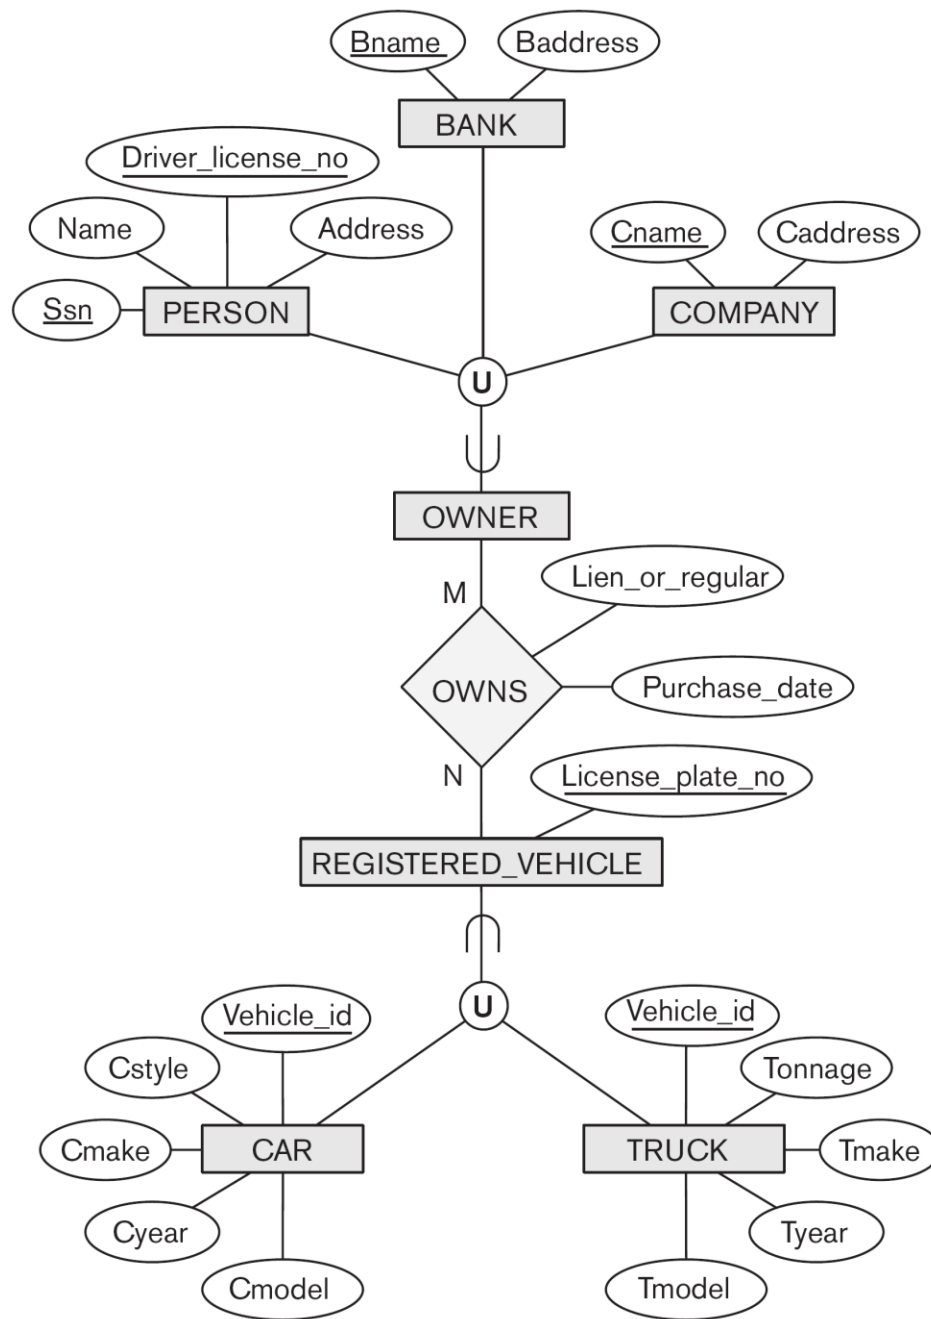 Bname Baddress
BANK
Driver_license_no
Name Address Cname Caddress
Ssn PERSON COMPANY
U
OWNER
Lien_or_regular
M
OWNS Purchase_date
N License_plate_no
REGISTERED_VEHICLE
U
Vehicle_id Vehicle_id
Cstyle Tonnage
Cmake CAR TRUCK Tmake
Cyear Tyear
Cmodel Tmodel